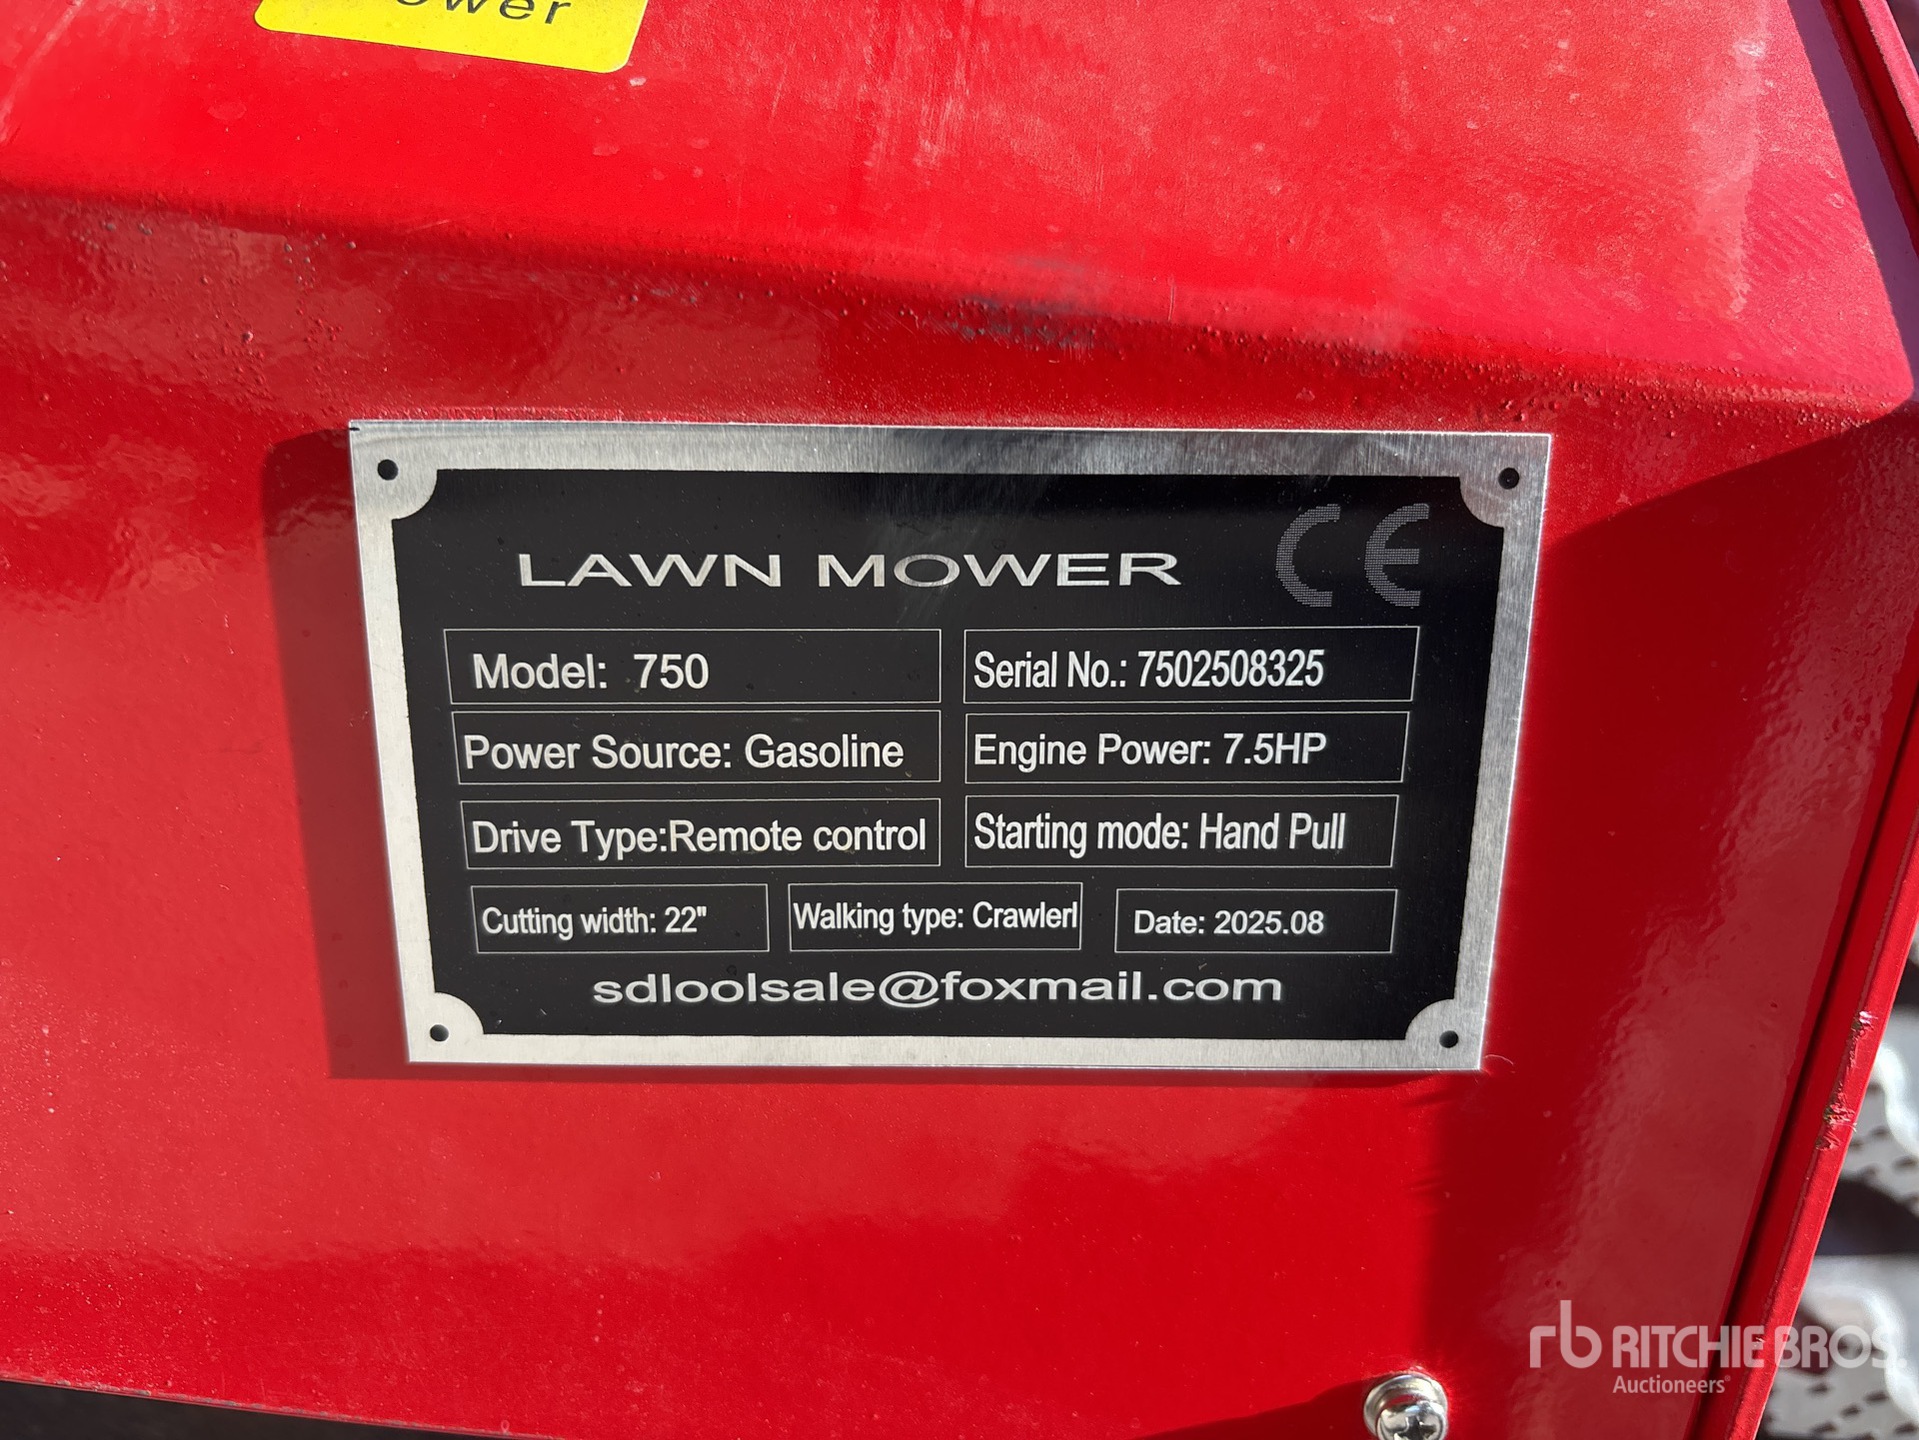 ower
LAWN MOWER CE
Model: 750
Serial No.: 7502508325
Power Source: Gasoline
Engine Power: 7.5HP
Drive Type:Remote control
Starting mode: Hand Pull
Cutting width: 22"
Walking type: Crawlerl
Date: 2025.08
sdloolsale@foxmail.com
rb RITCHIE BROS.
Auctioneers®